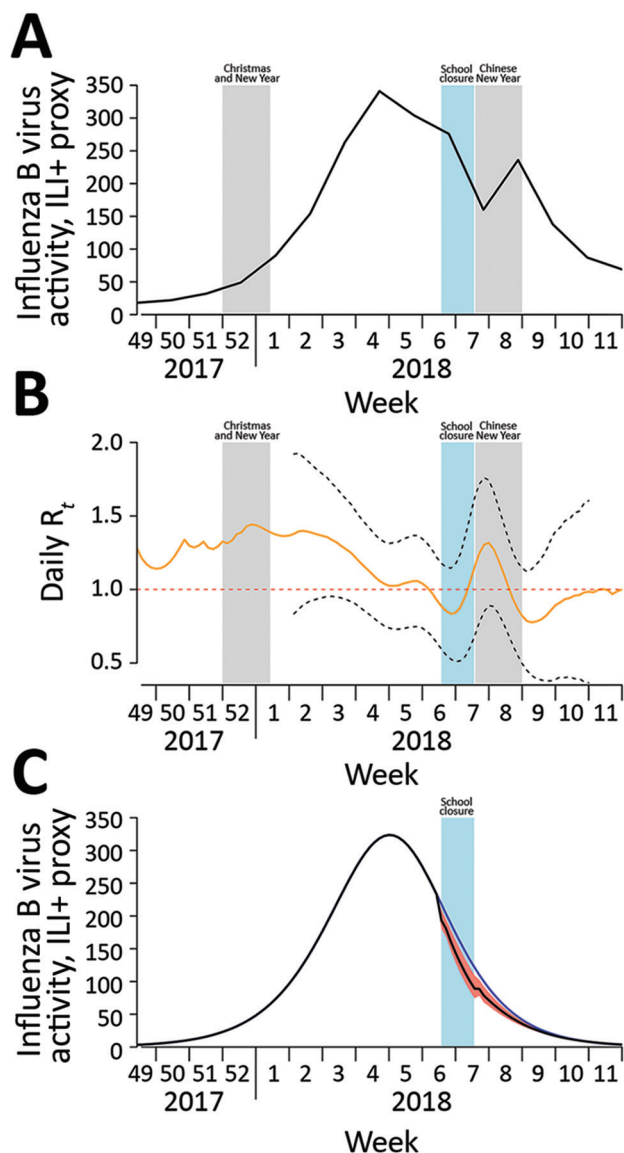 A
Christmas
and New Year
School
closure
Chinese
New Year
Influenza B virus
activity, ILI+ proxy
350
300
250
200
150
100
50
0
49 50 51 52 1 2 3 4 5 6 7 8 9 10 11
2017 2018
Week
B
Christmas
and New Year
School
closure
Chinese
New Year
Daily Rt
2.0
1.5
1.0
0.5
49 50 51 52 1 2 3 4 5 6 7 8 9 10 11
2017 2018
Week
C
School
closure
Influenza B virus
activity, ILI+ proxy
350
300
250
200
150
100
50
0
49 50 51 52 1 2 3 4 5 6 7 8 9 10 11
2017 2018
Week